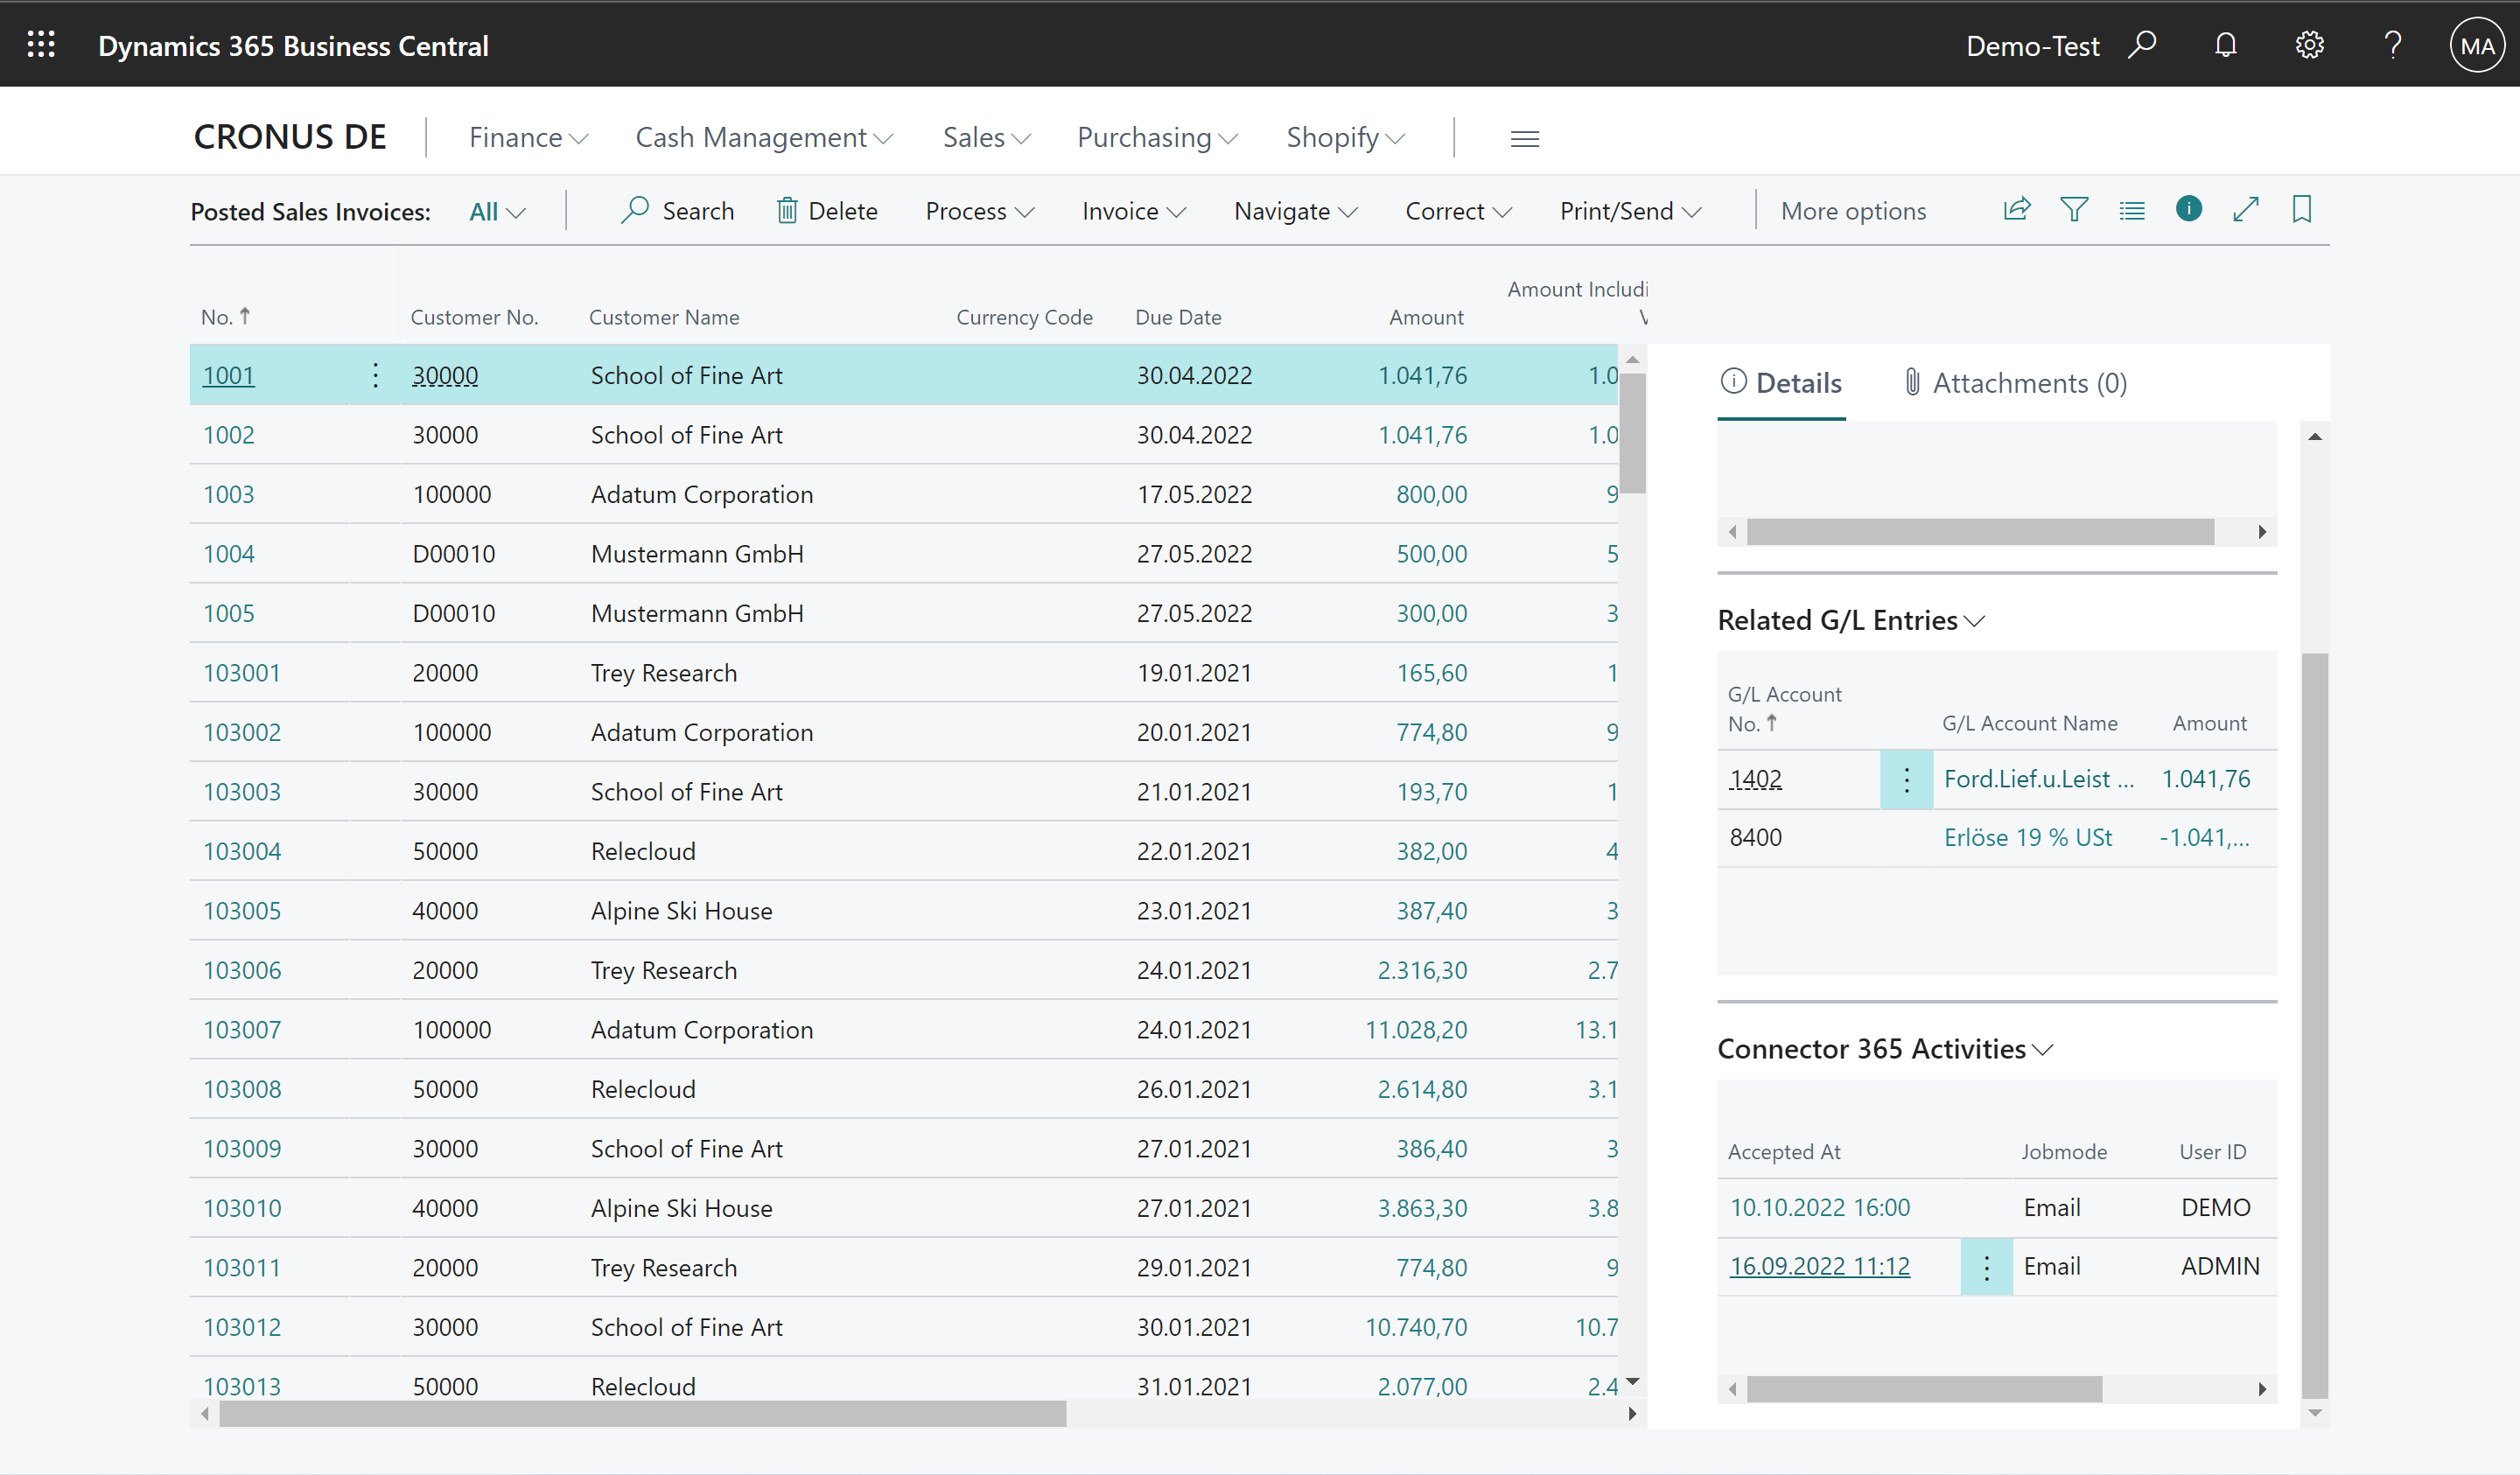 Dynamics 365 Business Central Demo-Test ? MA
CRONUS DE Finance Cash Management Sales Purchasing Shopify
Posted Sales Invoices: All Search Delete Process Invoice Navigate Correct Print/Send More options
No. Customer No. Customer Name Currency Code Due Date Amount Amount Includi
1001 30000 School of Fine Art 30.04.2022 1.041,76 1.0
1002 30000 School of Fine Art 30.04.2022 1.041,76 1.0
1003 100000 Adatum Corporation 17.05.2022 800,00 9
1004 D00010 Mustermann GmbH 27.05.2022 500,00 5
1005 D00010 Mustermann GmbH 27.05.2022 300,00 3
103001 20000 Trey Research 19.01.2021 165,60 1
103002 100000 Adatum Corporation 20.01.2021 774,80 9
103003 30000 School of Fine Art 21.01.2021 193,70 1
103004 50000 Relecloud 22.01.2021 382,00 4
103005 40000 Alpine Ski House 23.01.2021 387,40 3
103006 20000 Trey Research 24.01.2021 2.316,30 2.7
103007 100000 Adatum Corporation 24.01.2021 11.028,20 13.1
103008 50000 Relecloud 26.01.2021 2.614,80 3.1
103009 30000 School of Fine Art 27.01.2021 386,40 3
103010 40000 Alpine Ski House 27.01.2021 3.863,30 3.8
103011 20000 Trey Research 29.01.2021 774,80 9
103012 30000 School of Fine Art 30.01.2021 10.740,70 10.7
103013 50000 Relecloud 31.01.2021 2.077,00 2.4
Details Attachments (0)
Related G/L Entries
G/L Account
No. G/L Account Name Amount
1402 Ford.Lief.u.Leist ... 1.041,76
8400 Erlöse 19 % USt -1.041,...
Connector 365 Activities
Accepted At Jobmode User ID
10.10.2022 16:00 Email DEMO
16.09.2022 11:12 Email ADMIN